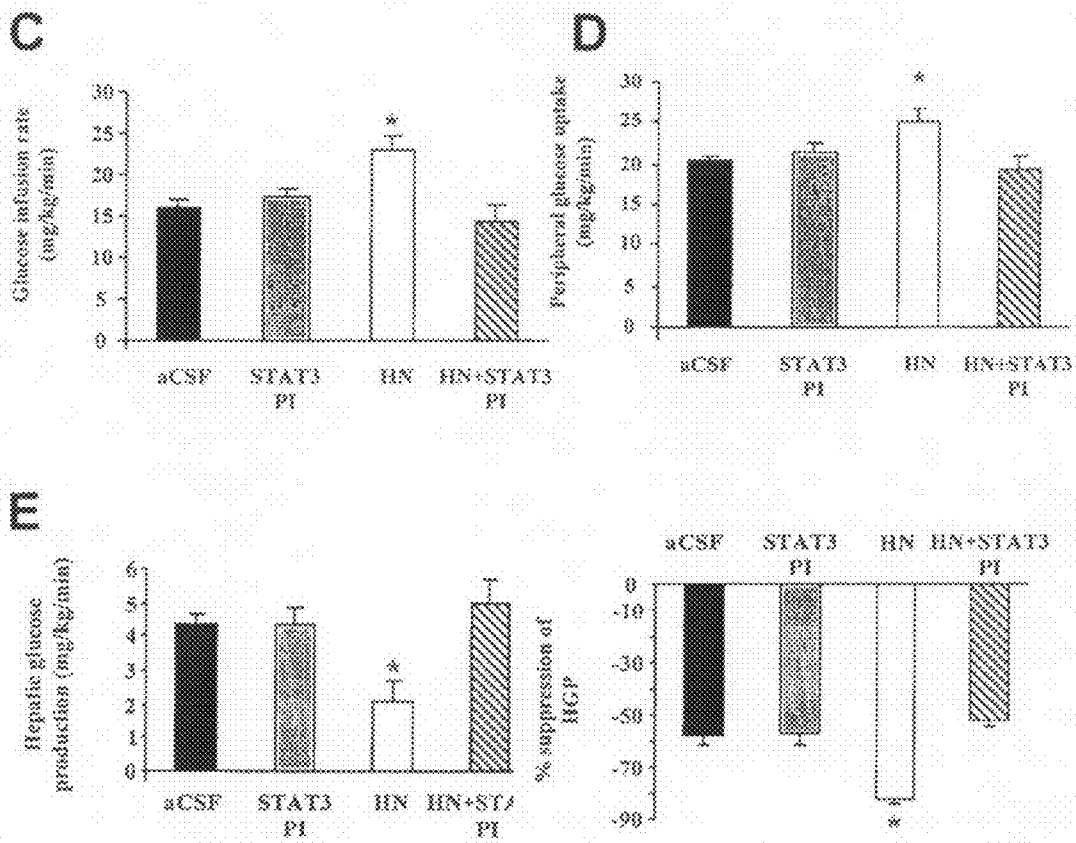 C
Glucose infusion rate
(mg/kg/min)
30
25
20
15
10
5
0
*
aCSF STAT3 HN HN+STAT3
PI PI
D
Peripheral glucose uptake
(mg/kg/min)
30
25
20
15
10
5
0
*
aCSF STAT3 HN HN+STAT3
PI PI
E
Hepatic glucose
production (mg/kg/min)
6
5
4
3
2
1
0
*
aCSF STAT3 HN HN+STA
PI PI
% suppression of
HGP
aCSF STAT3 HN HN+STAT3
PI PI
0
-10
-30
-50
-70
-90
*